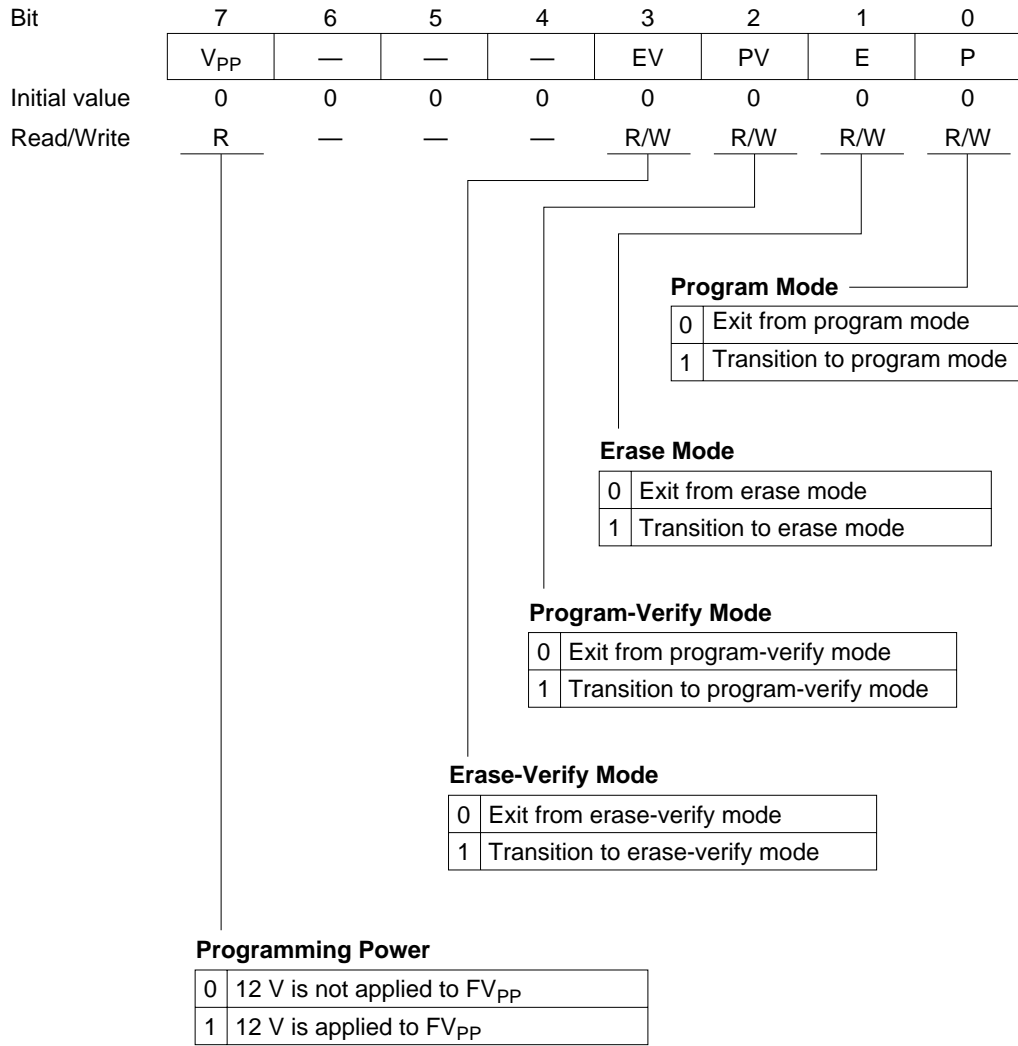 Bit 7 6 5 4 3 2 1 0
VPP — — — EV PV E P
Initial value 0 0 0 0 0 0 0 0
Read/Write R — — — R/W R/W R/W R/W
Program Mode
0 Exit from program mode
1 Transition to program mode
Erase Mode
0 Exit from erase mode
1 Transition to erase mode
Program-Verify Mode
0 Exit from program-verify mode
1 Transition to program-verify mode
Erase-Verify Mode
0 Exit from erase-verify mode
1 Transition to erase-verify mode
Programming Power
0 12 V is not applied to FVPP
1 12 V is applied to FVPP